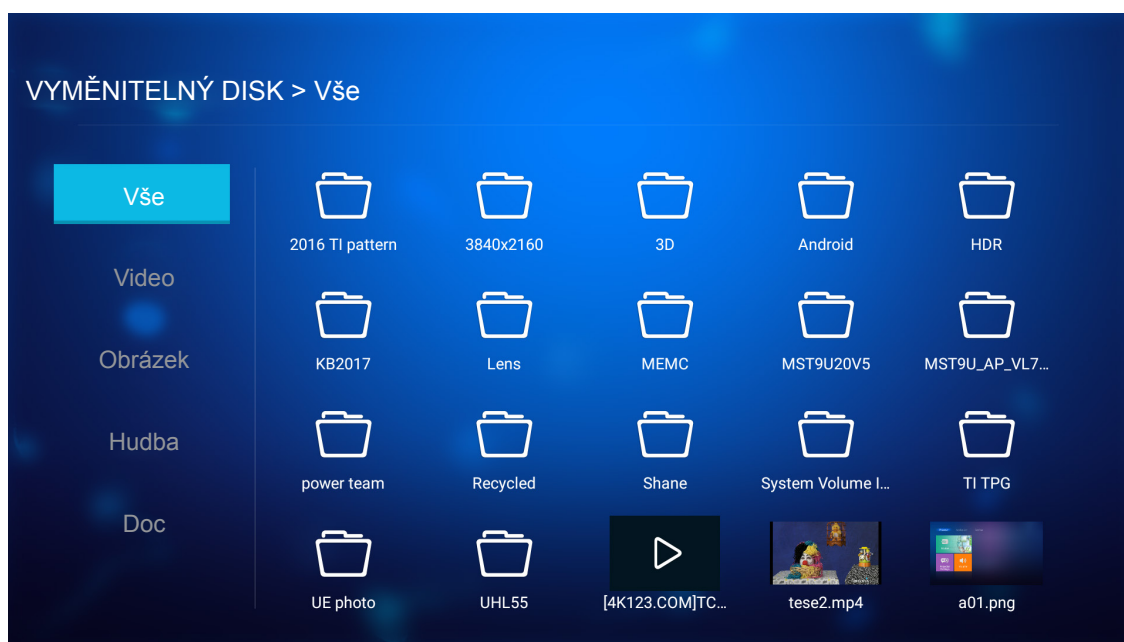 VYMĚNITELNÝ DISK > Vše
Vše
Video
Obrázek
Hudba
Doc
2016 TI pattern
3840x2160
3D
Android
HDR
KB2017
Lens
MEMC
MST9U20V5
MST9U_AP_VL7...
power team
Recycled
Shane
System Volume I...
TI TPG
UE photo
UHL55
[4K123.COM]TC...
tese2.mp4
a01.png